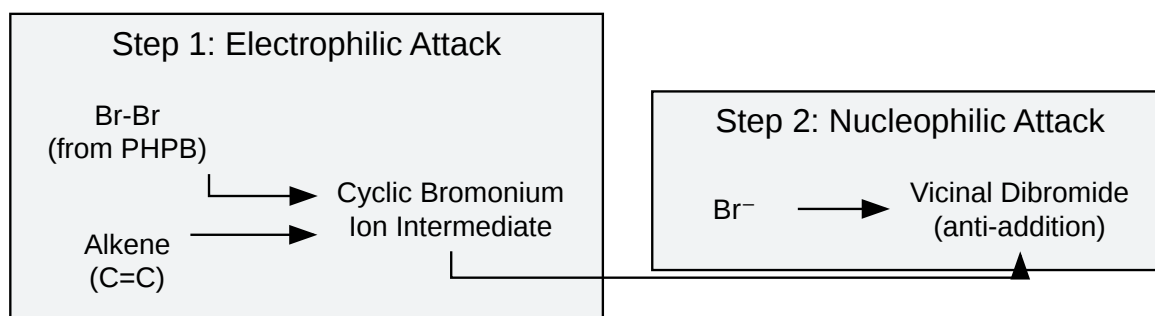 Step 1: Electrophilic Attack
Br-Br
(from PHPB)
Alkene
(C=C)
Cyclic Bromonium
Ion Intermediate
Step 2: Nucleophilic Attack
Br⁻
Vicinal Dibromide
(anti-addition)